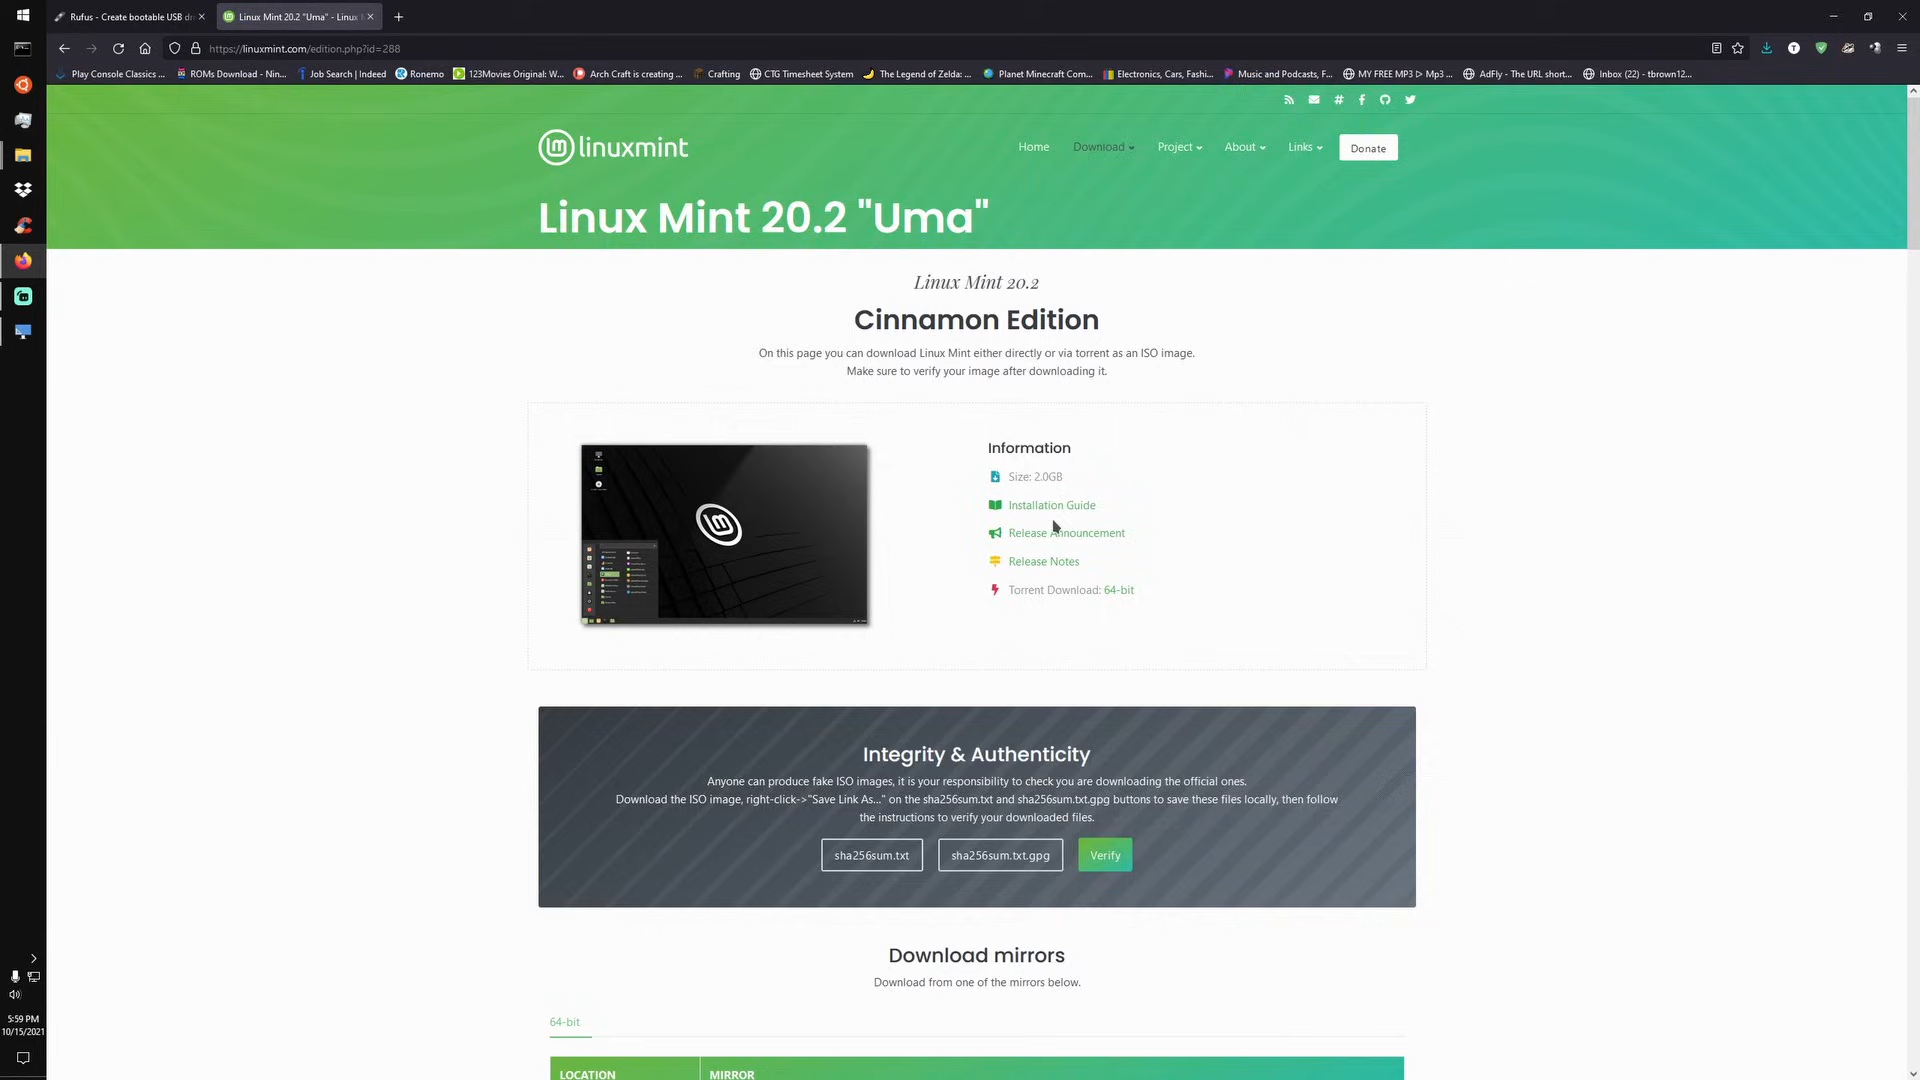 Rufus - Create bootable USB dr
Linux Mint 20.2 "Uma" - Linux
https://linuxmint.com/edition.php?id=288
Play Console Classics ...
ROMs Download - Nin...
Job Search | Indeed
Ronemo
123Movies Original: W...
Arch Craft is creating ...
Crafting
CTG Timesheet System
The Legend of Zelda: ...
Planet Minecraft Com...
Electronics, Cars, Fashi...
Music and Podcasts, F...
MY FREE MP3 ▷ Mp3 ...
AdFly - The URL short...
Inbox (22) - tbrown12...
linuxmint
Home
Download
Project
About
Links
Donate
Linux Mint 20.2 "Uma"
Linux Mint 20.2
Cinnamon Edition
On this page you can download Linux Mint either directly or via torrent as an ISO image.
Make sure to verify your image after downloading it.
Information
Size: 2.0GB
Installation Guide
Release Announcement
Release Notes
Torrent Download: 64-bit
Integrity & Authenticity
Anyone can produce fake ISO images, it is your responsibility to check you are downloading the official ones.
Download the ISO image, right-click->"Save Link As..." on the sha256sum.txt and sha256sum.txt.gpg buttons to save these files locally, then follow
the instructions to verify your downloaded files.
sha256sum.txt
sha256sum.txt.gpg
Verify
Download mirrors
Download from one of the mirrors below.
64-bit
LOCATION
MIRROR
5:59 PM
10/15/2021